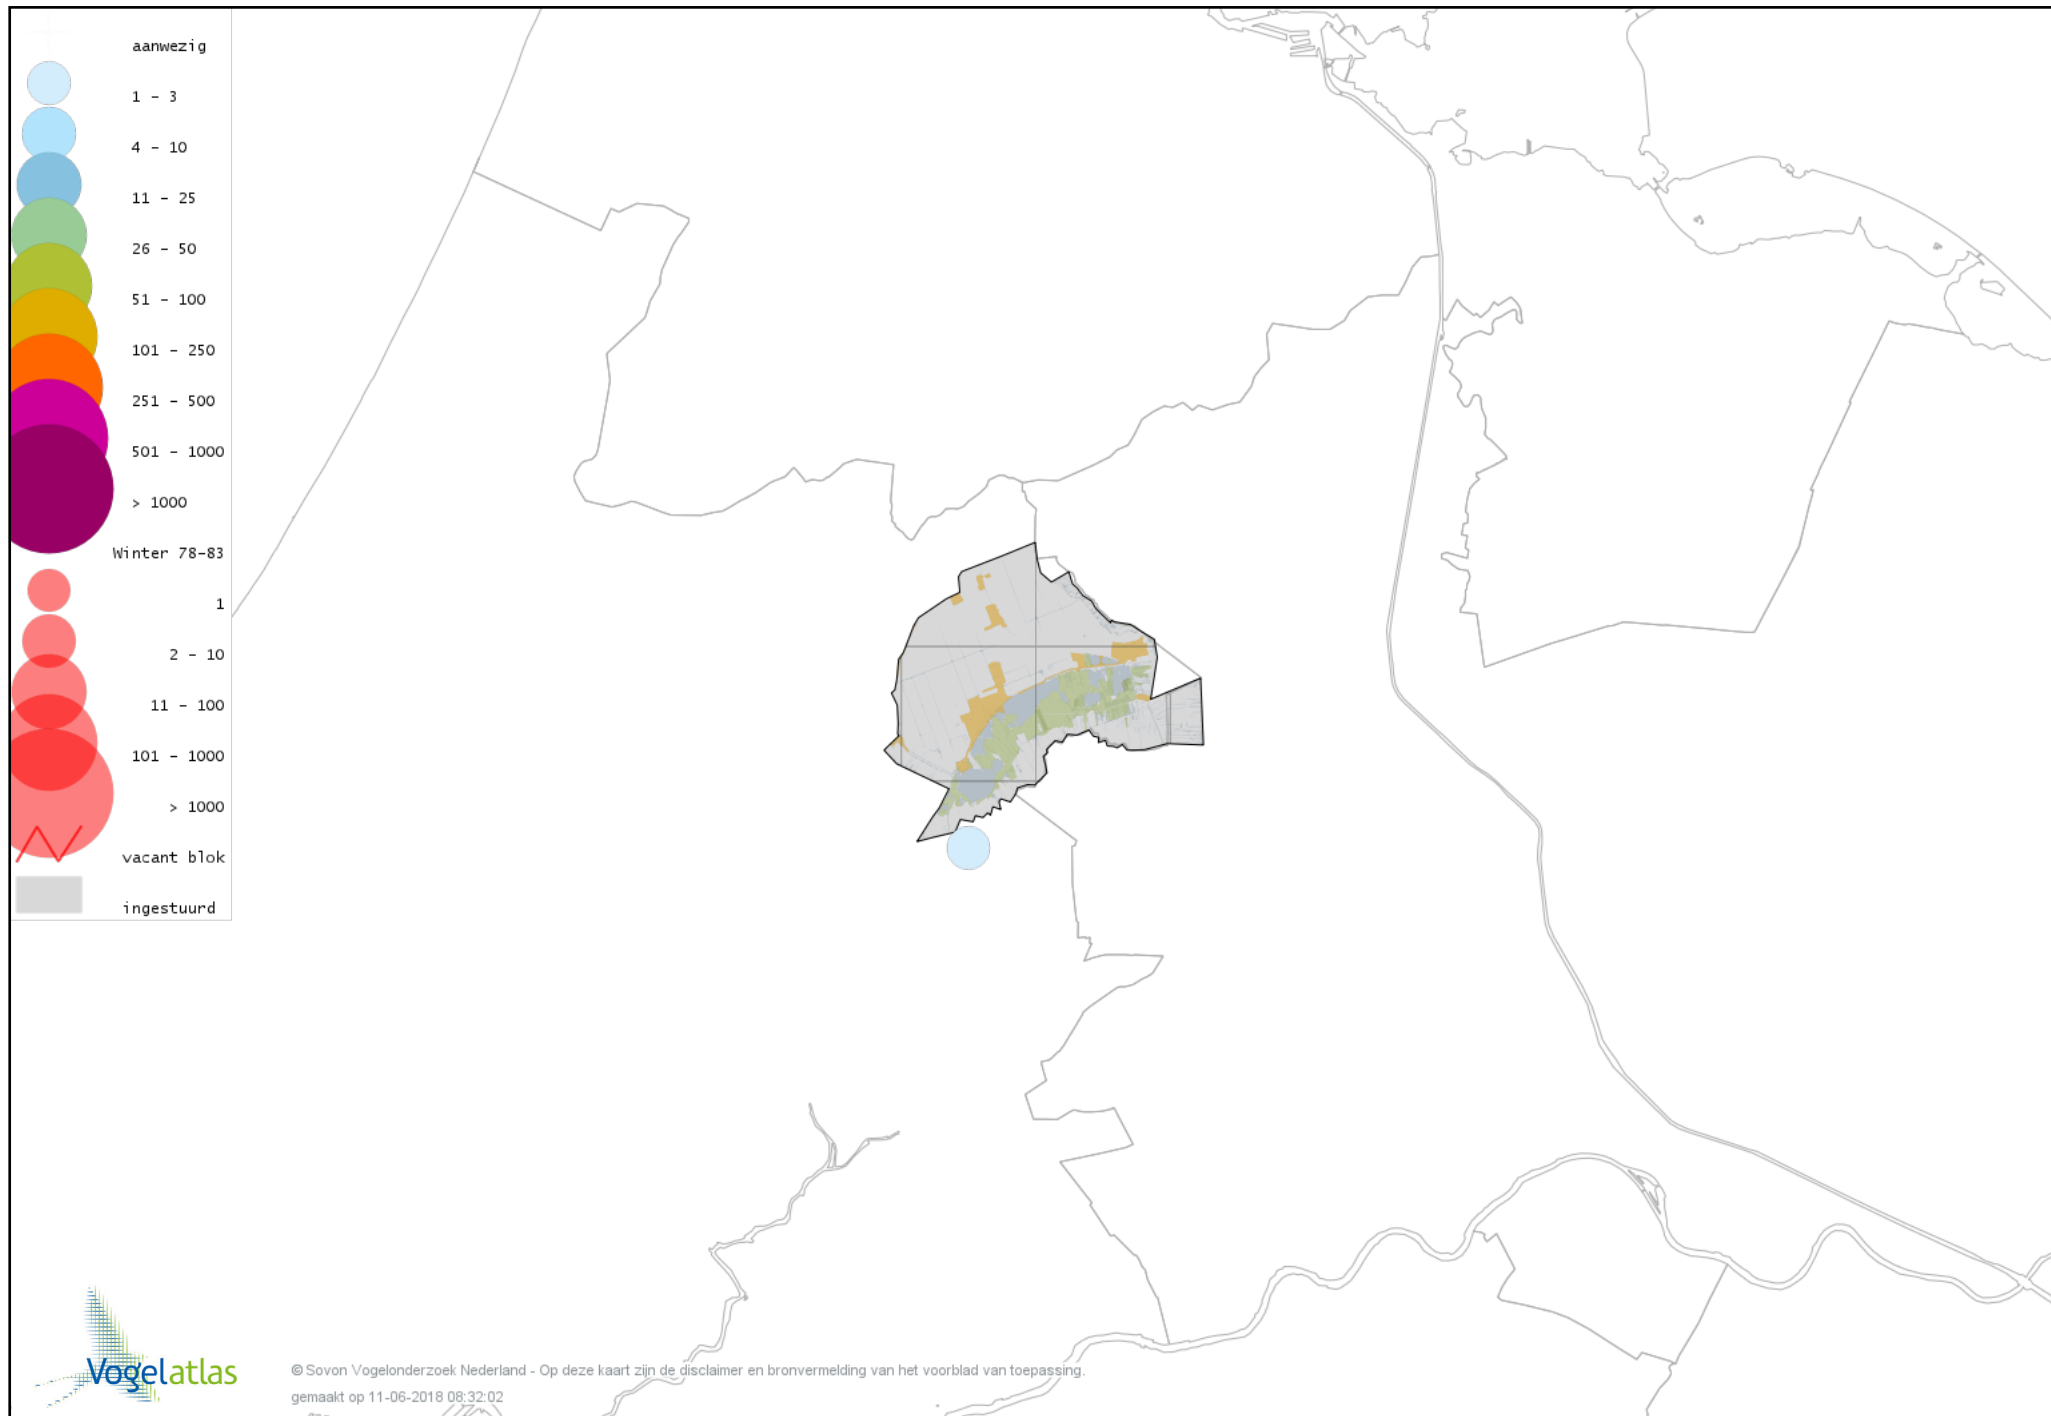 aanwezig
1 - 3
4 - 10
11 - 25
26 - 50
51 - 100
101 - 250
251 - 500
501 - 1000
> 1000
Winter 78-83
1
2 - 10
11 - 100
101 - 1000
> 1000
vacant blok
ingestuurd
Vogelatlas
© Sovon Vogelonderzoek Nederland - Op deze kaart zijn de disclaimer en bronvermelding van het voorblad van toepassing.
gemaakt op 11-06-2018 08:32:02